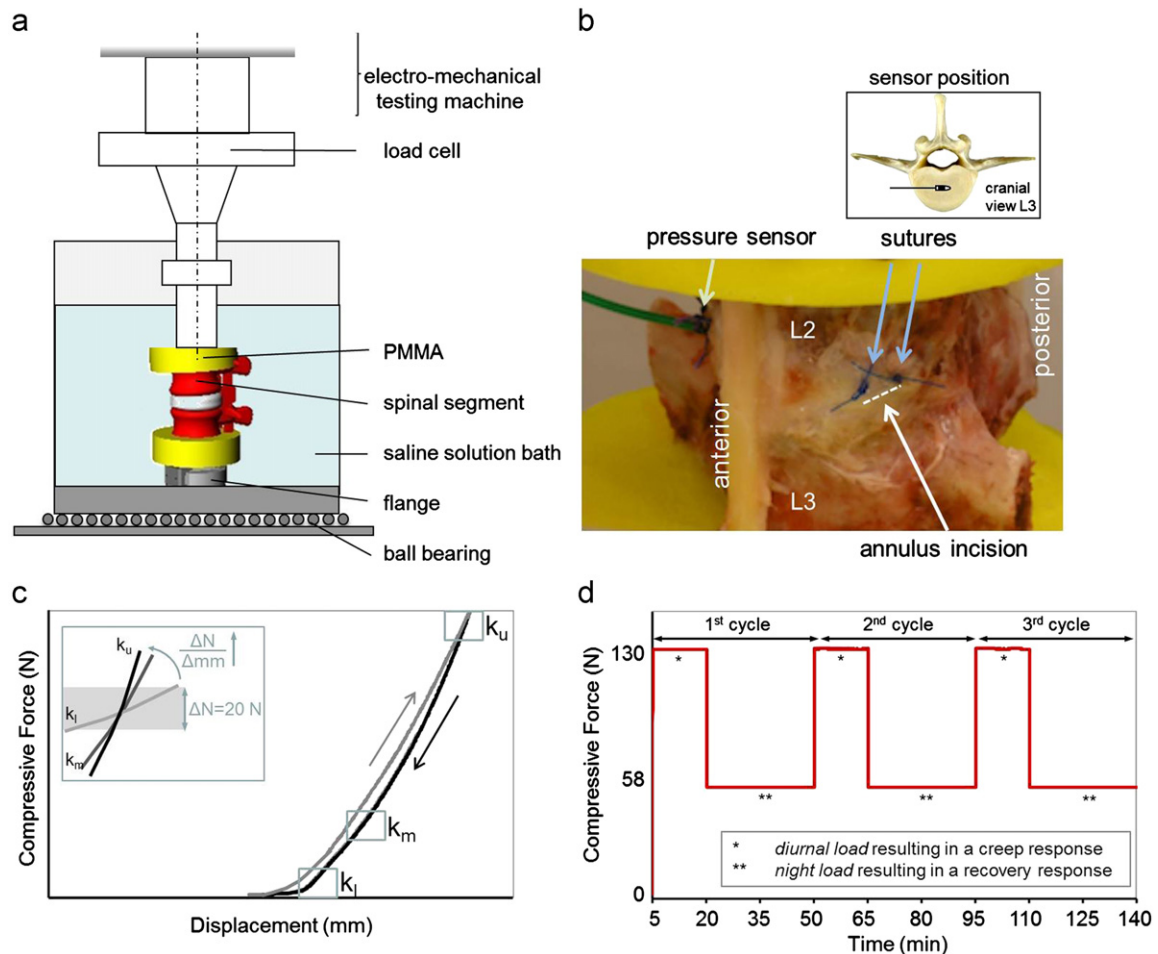 a
electro-mechanical
testing machine
load cell
PMMA
spinal segment
saline solution bath
flange
ball bearing
b
sensor position
cranial
view L3
pressure sensor
sutures
L2
posterior
anterior
L3
annulus incision
c
Compressive Force (N)
k_u
ΔN
Δmm
k_l
ΔN=20 N
k_m
k_u
k_m
k_l
Displacement (mm)
d
Compressive Force (N)
1st cycle
2nd cycle
3rd cycle
130
* * *
58
** ** **
* diurnal load resulting in a creep response
** night load resulting in a recovery response
0
5 20 35 50 65 80 95 110 125 140
Time (min)